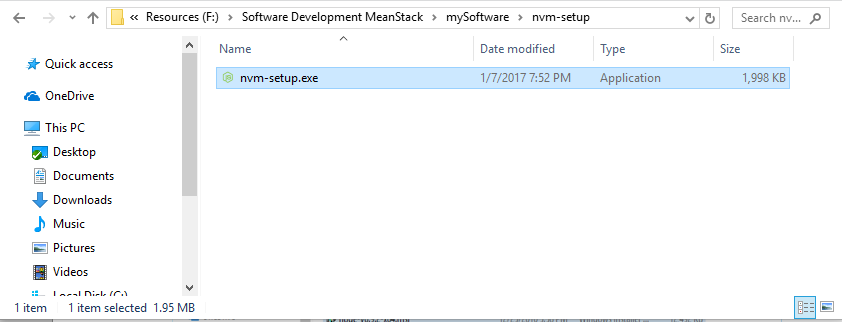 « Resources (F:) › Software Development MeanStack › mySoftware › nvm-setup
Search nv...
Name Date modified Type Size
nvm-setup.exe 1/7/2017 7:52 PM Application 1,998 KB
Quick access
OneDrive
This PC
Desktop
Documents
Downloads
Music
Pictures
Videos
Local Disk (C:)
1 item 1 item selected 1.95 MB